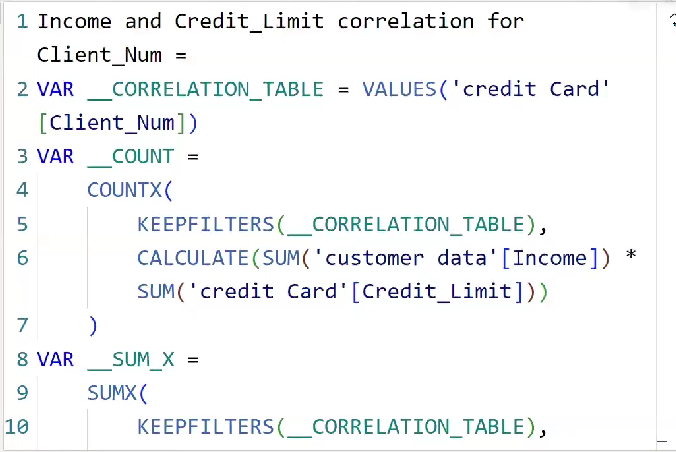 1 Income and Credit_Limit correlation for
Client_Num =
2 VAR __CORRELATION_TABLE = VALUES('credit Card'
[Client_Num])
3 VAR __COUNT =
4 COUNTX(
5 KEEPFILTERS(__CORRELATION_TABLE),
6 CALCULATE(SUM('customer data'[Income]) *
SUM('credit Card'[Credit_Limit]))
7 )
8 VAR __SUM_X =
9 SUMX(
10 KEEPFILTERS(__CORRELATION_TABLE),